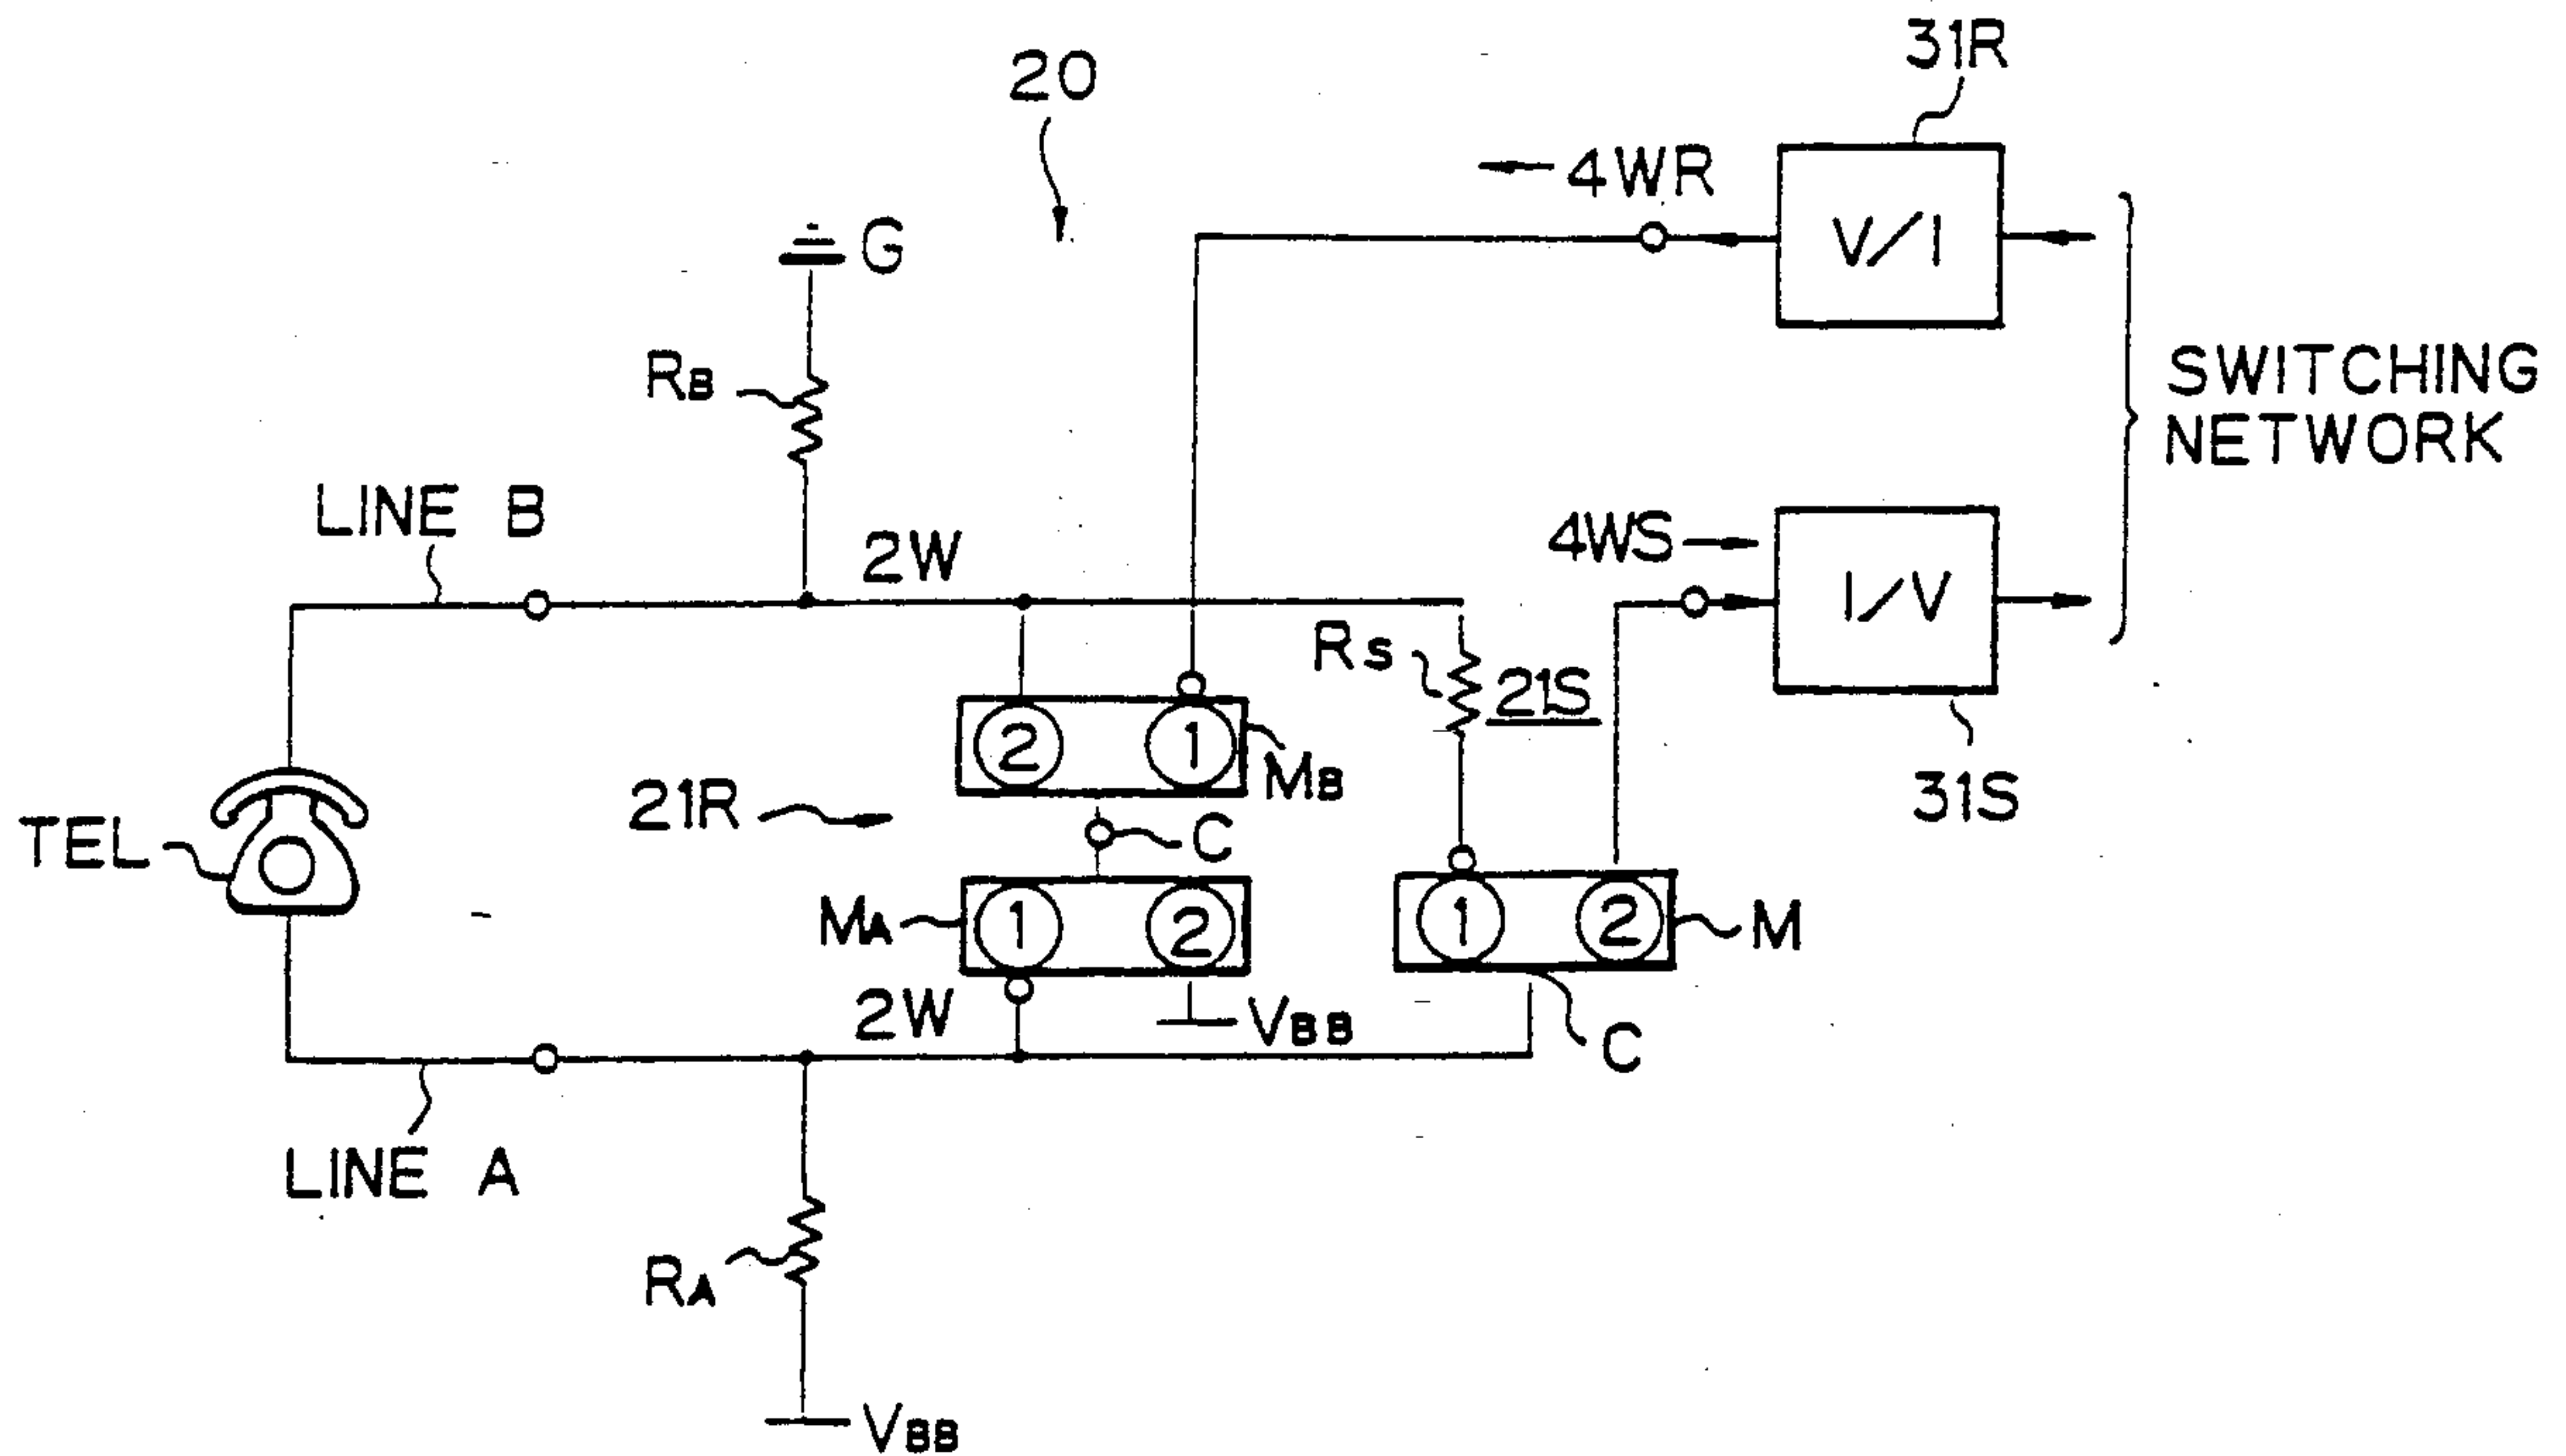 31R
20
4WR
V/I
G
RB
SWITCHING
NETWORK
LINE B
2W
4WS
I/V
RS
21S
2
1
MB
21R
31S
C
TEL
MA
1
2
1
2
M
2W
VBB
C
LINE A
RA
VBB